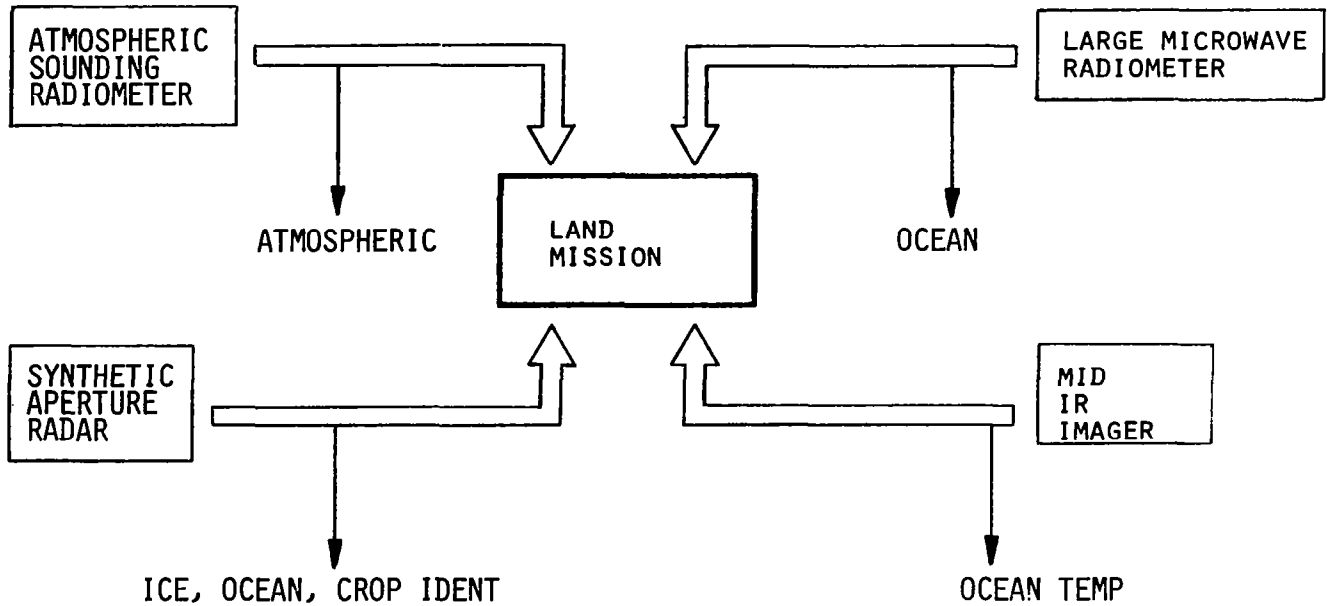 ATMOSPHERIC
SOUNDING
RADIOMETER
LARGE MICROWAVE
RADIOMETER
ATMOSPHERIC
LAND
MISSION
OCEAN
SYNTHETIC
APERTURE
RADAR
MID
IR
IMAGER
ICE, OCEAN, CROP IDENT
OCEAN TEMP